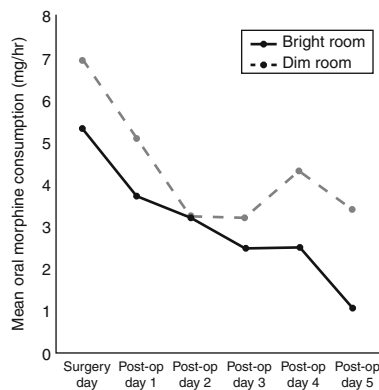 Mean oral morphine consumption (mg/hr)
8
7
6
5
4
3
2
1
0
Bright room
Dim room
Surgery Post-op Post-op Post-op Post-op Post-op
day day 1 day 2 day 3 day 4 day 5